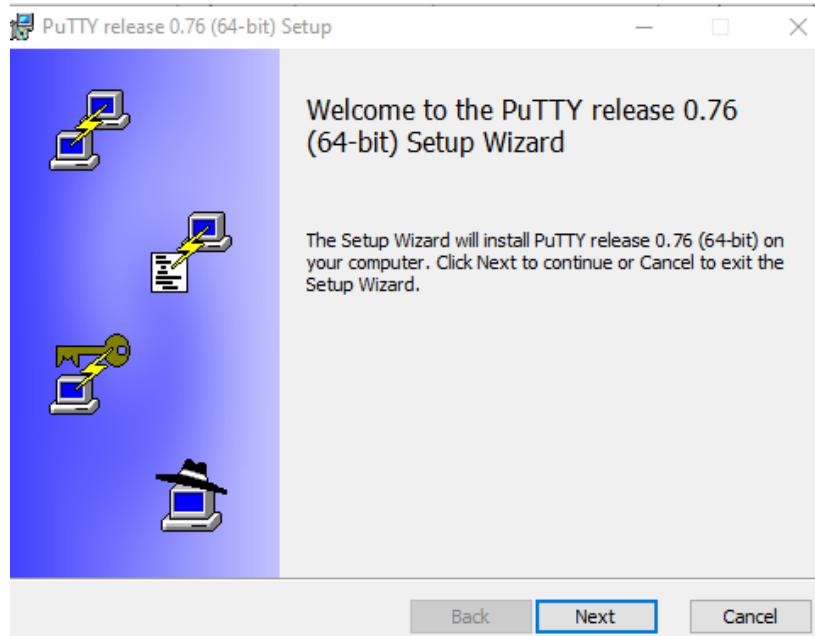 PuTTY release 0.76 (64-bit) Setup
Welcome to the PuTTY release 0.76
(64-bit) Setup Wizard
The Setup Wizard will install PuTTY release 0.76 (64-bit) on
your computer. Click Next to continue or Cancel to exit the
Setup Wizard.
Back Next Cancel